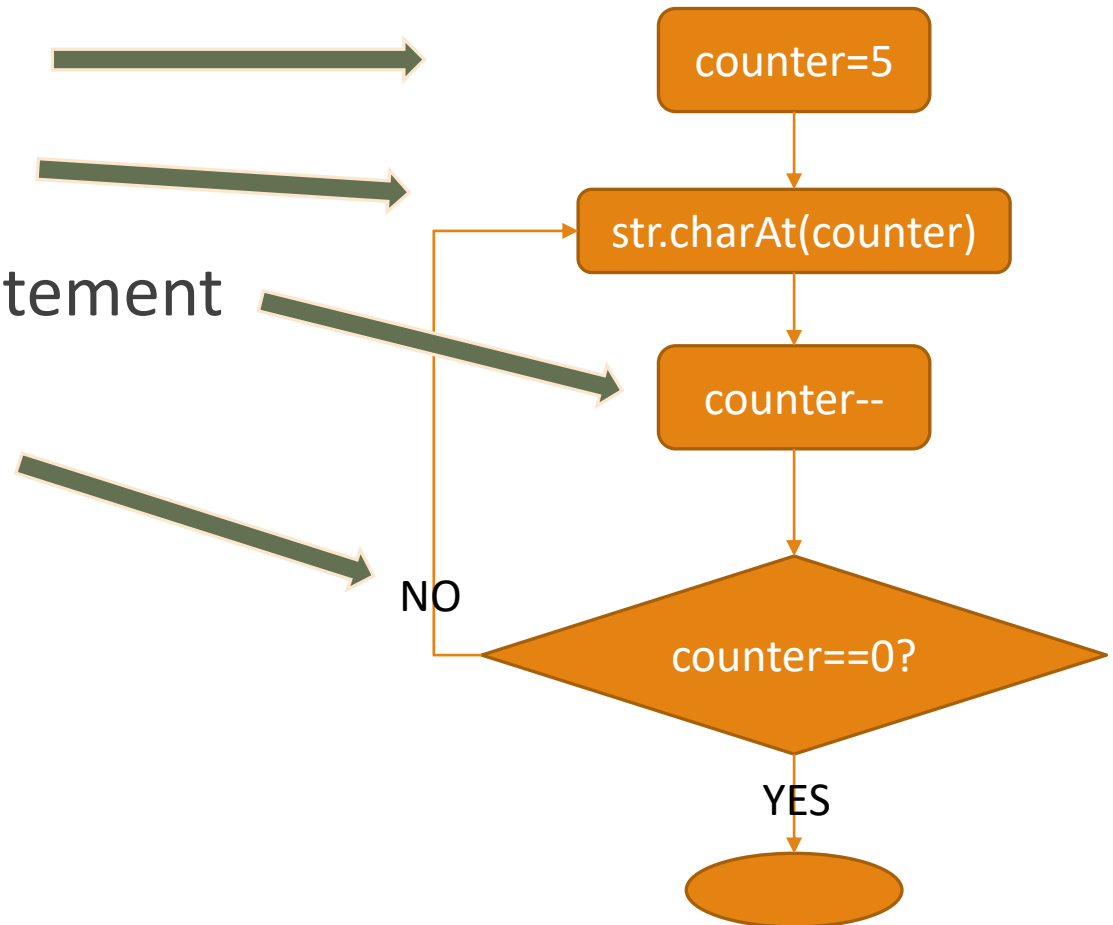 counter=5
str.charAt(counter)
tement
counter--
NO
counter==0?
YES